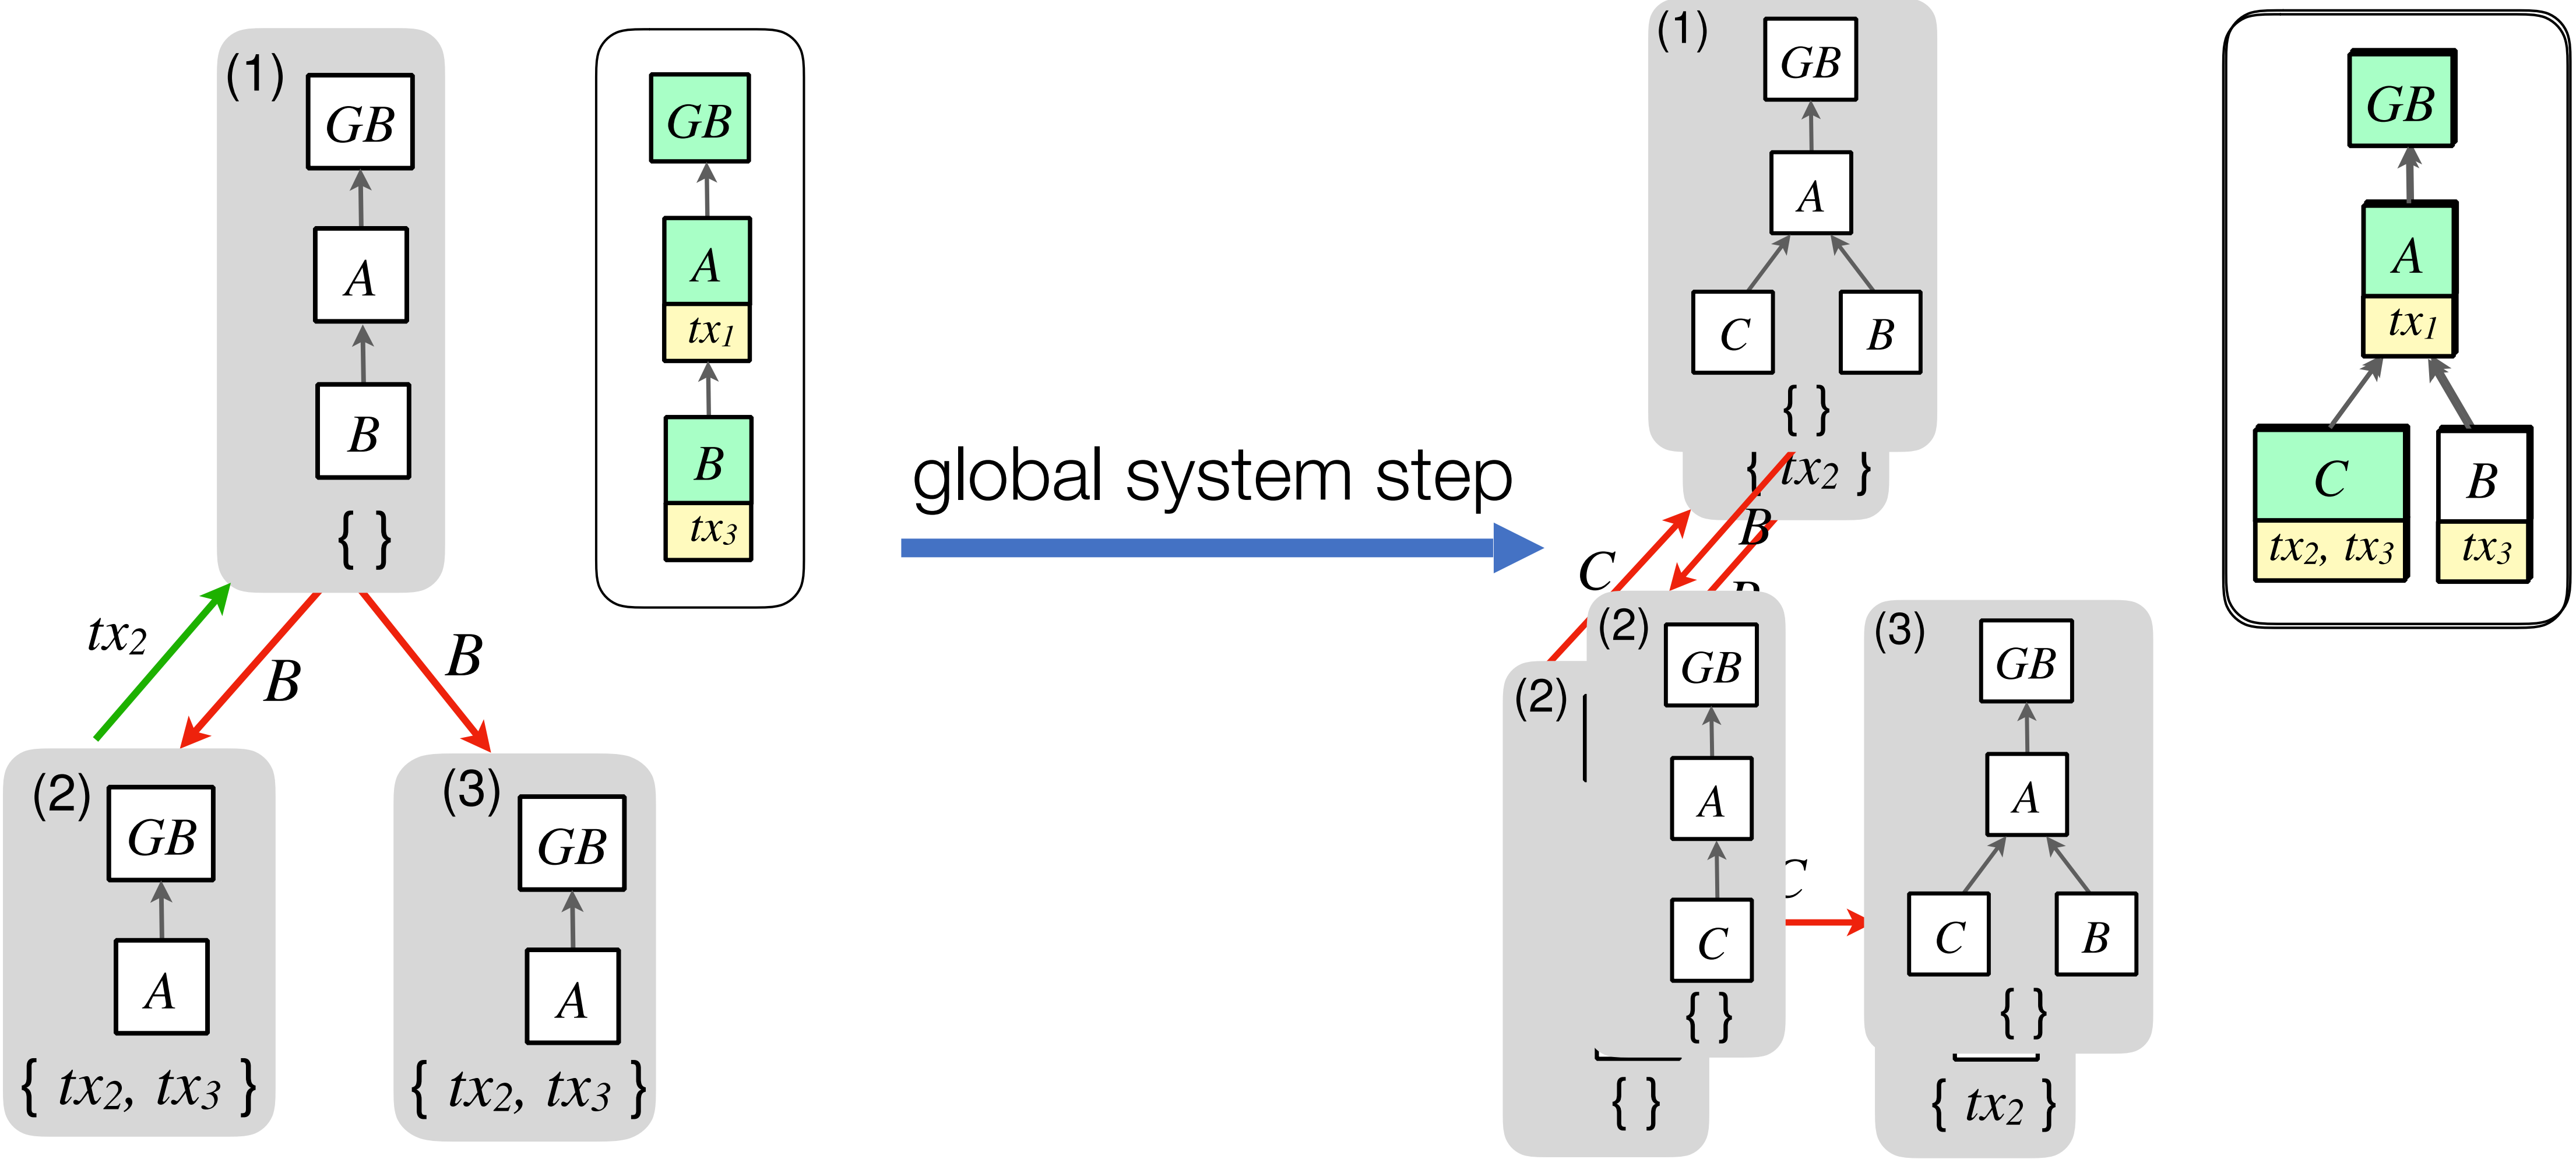 (1)
GB
A
B
{ }
GB
A
tx1
B
tx3
tx2
B
B
(2)
GB
A
{ tx2, tx3 }
(3)
GB
A
{ tx2, tx3 }
global system step
(1)
GB
A
C
B
{ }
{ tx2 }
B
C
(2)
(2)
GB
A
C
{ }
{ }
C
(3)
GB
A
C
B
{ }
{ tx2 }
GB
A
tx1
C
B
tx2, tx3
tx3